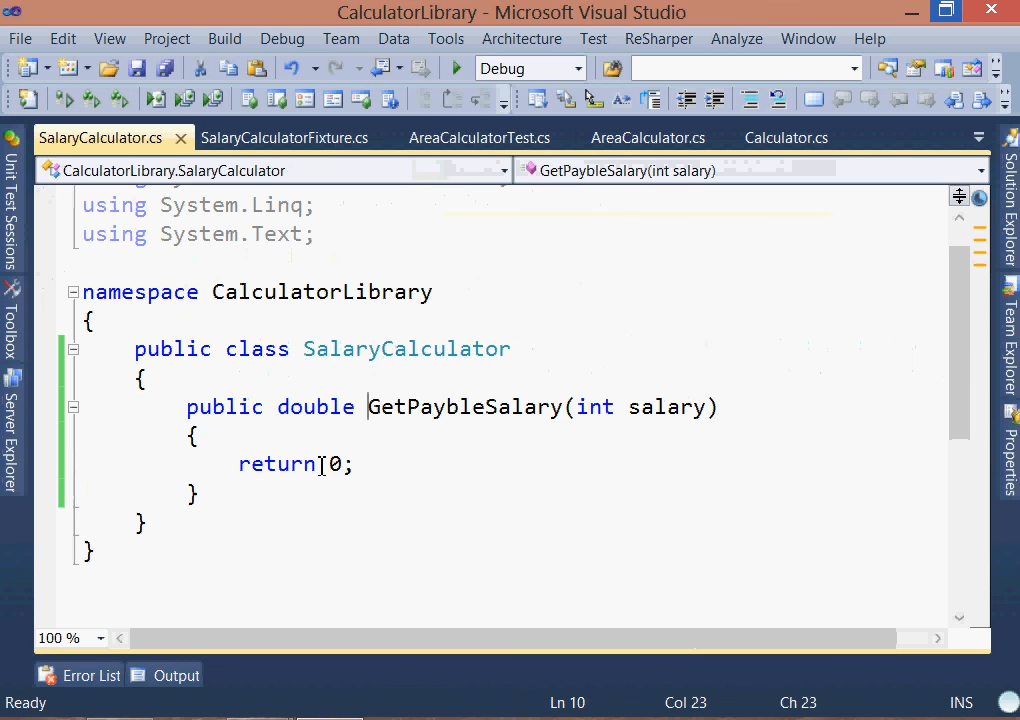 CalculatorLibrary - Microsoft Visual Studio
File Edit View Project Build Debug Team Data Tools Architecture Test ReSharper Analyze Window Help
Debug
SalaryCalculator.cs SalaryCalculatorFixture.cs AreaCalculatorTest.cs AreaCalculator.cs Calculator.cs
CalculatorLibrary.SalaryCalculator GetPaybleSalary(int salary)
using System.Linq;
using System.Text;
namespace CalculatorLibrary
{
public class SalaryCalculator
{
public double GetPaybleSalary(int salary)
{
return 0;
}
}
}
100 %
Error List Output
Ready Ln 10 Col 23 Ch 23 INS
Unit Test Sessions
Toolbox
Server Explorer
Solution Explorer
Team Explorer
Properties